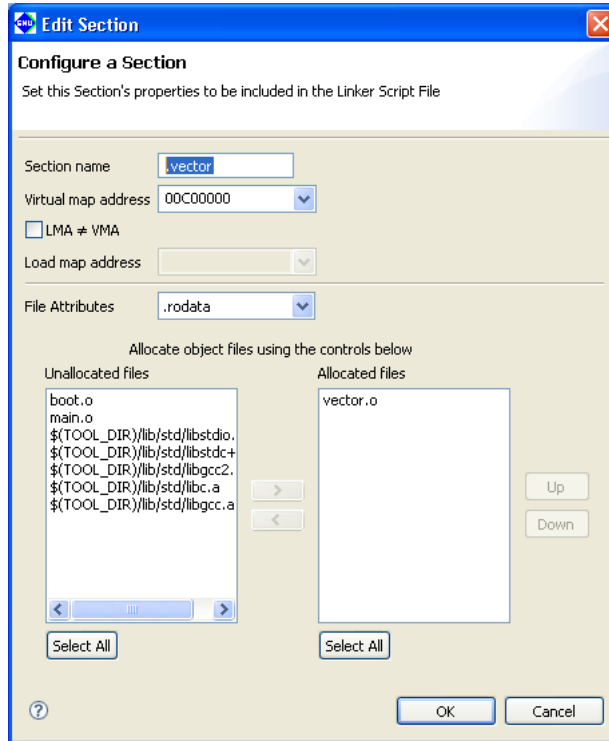 GNU Edit Section
Configure a Section
Set this Section's properties to be included in the Linker Script File
Section name .vector
Virtual map address 00C00000
LMA ≠ VMA
Load map address
File Attributes .rodata
Allocate object files using the controls below
Unallocated files Allocated files
boot.o vector.o
main.o
$(TOOL_DIR)/lib/std/libstdio.
$(TOOL_DIR)/lib/std/libstdc+
$(TOOL_DIR)/lib/std/libgcc2.
$(TOOL_DIR)/lib/std/libc.a
$(TOOL_DIR)/lib/std/libgcc.a
> Up
< Down
Select All Select All
? OK Cancel